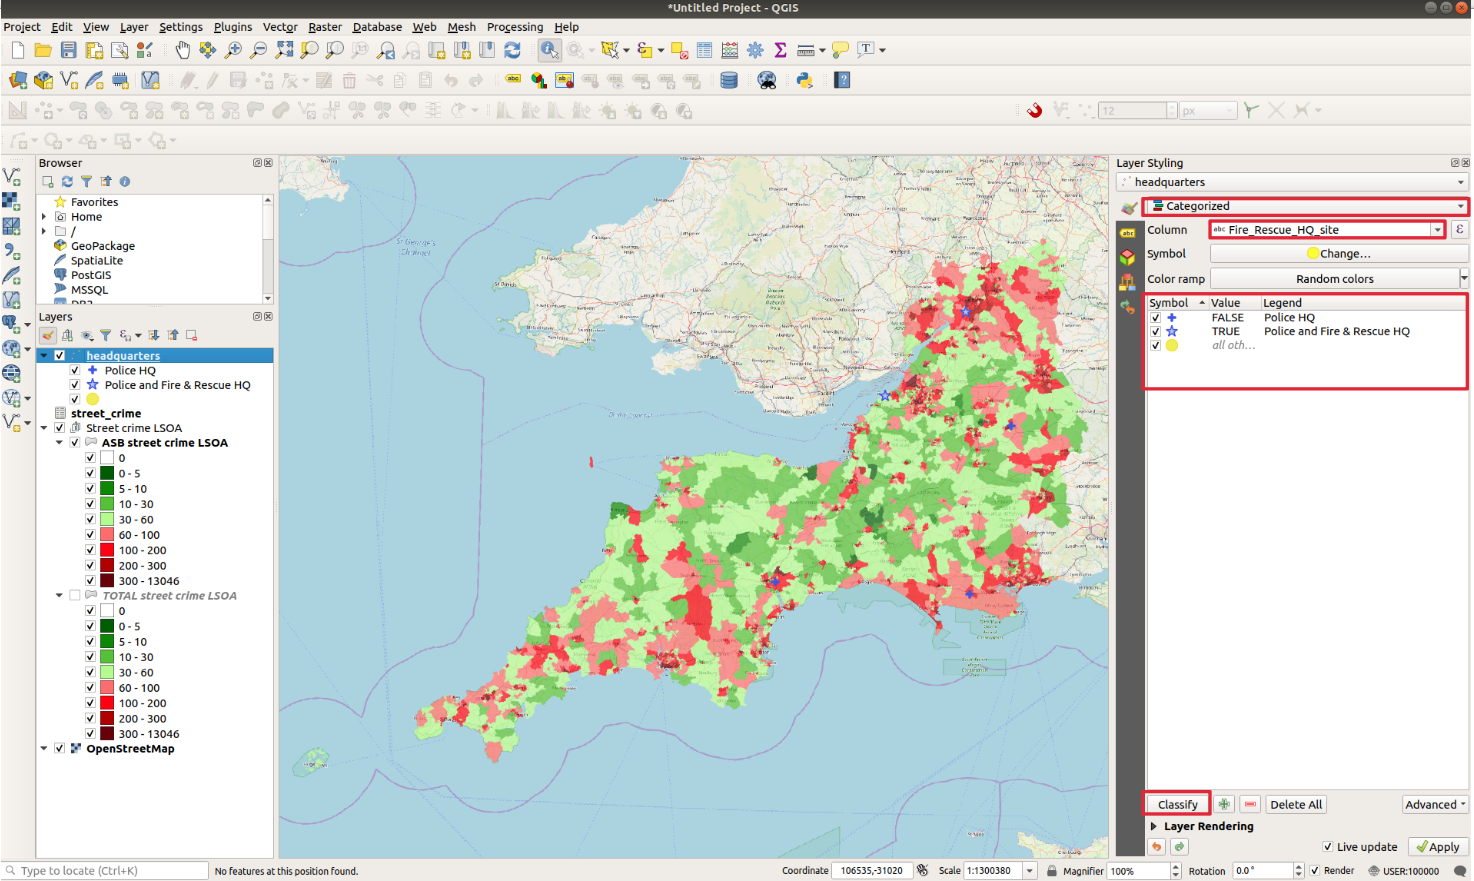 *Untitled Project - QGIS
Project Edit View Layer Settings Plugins Vector Raster Database Web Mesh Processing Help
12 px
Browser
Favorites
Home
/
GeoPackage
SpatiaLite
PostGIS
MSSQL
DB2
Layers
headquarters
Police HQ
Police and Fire & Rescue HQ
street_crime
Street crime LSOA
ASB street crime LSOA
0
0 - 5
5 - 10
10 - 30
30 - 60
60 - 100
100 - 200
200 - 300
300 - 13046
TOTAL street crime LSOA
0
0 - 5
5 - 10
10 - 30
30 - 60
60 - 100
100 - 200
200 - 300
300 - 13046
OpenStreetMap
St George's
Channel
Layer Styling
headquarters
Categorized
Column abc Fire_Rescue_HQ_site ε
Symbol Change...
Color ramp Random colors
Symbol Value Legend
FALSE Police HQ
TRUE Police and Fire & Rescue HQ
all oth...
Classify Delete All Advanced
Layer Rendering
Live update Apply
Type to locate (Ctrl+K) No features at this position found. Coordinate 106535,-31020 Scale 1:1300380 Magnifier 100% Rotation 0.0 ° Render USER:100000